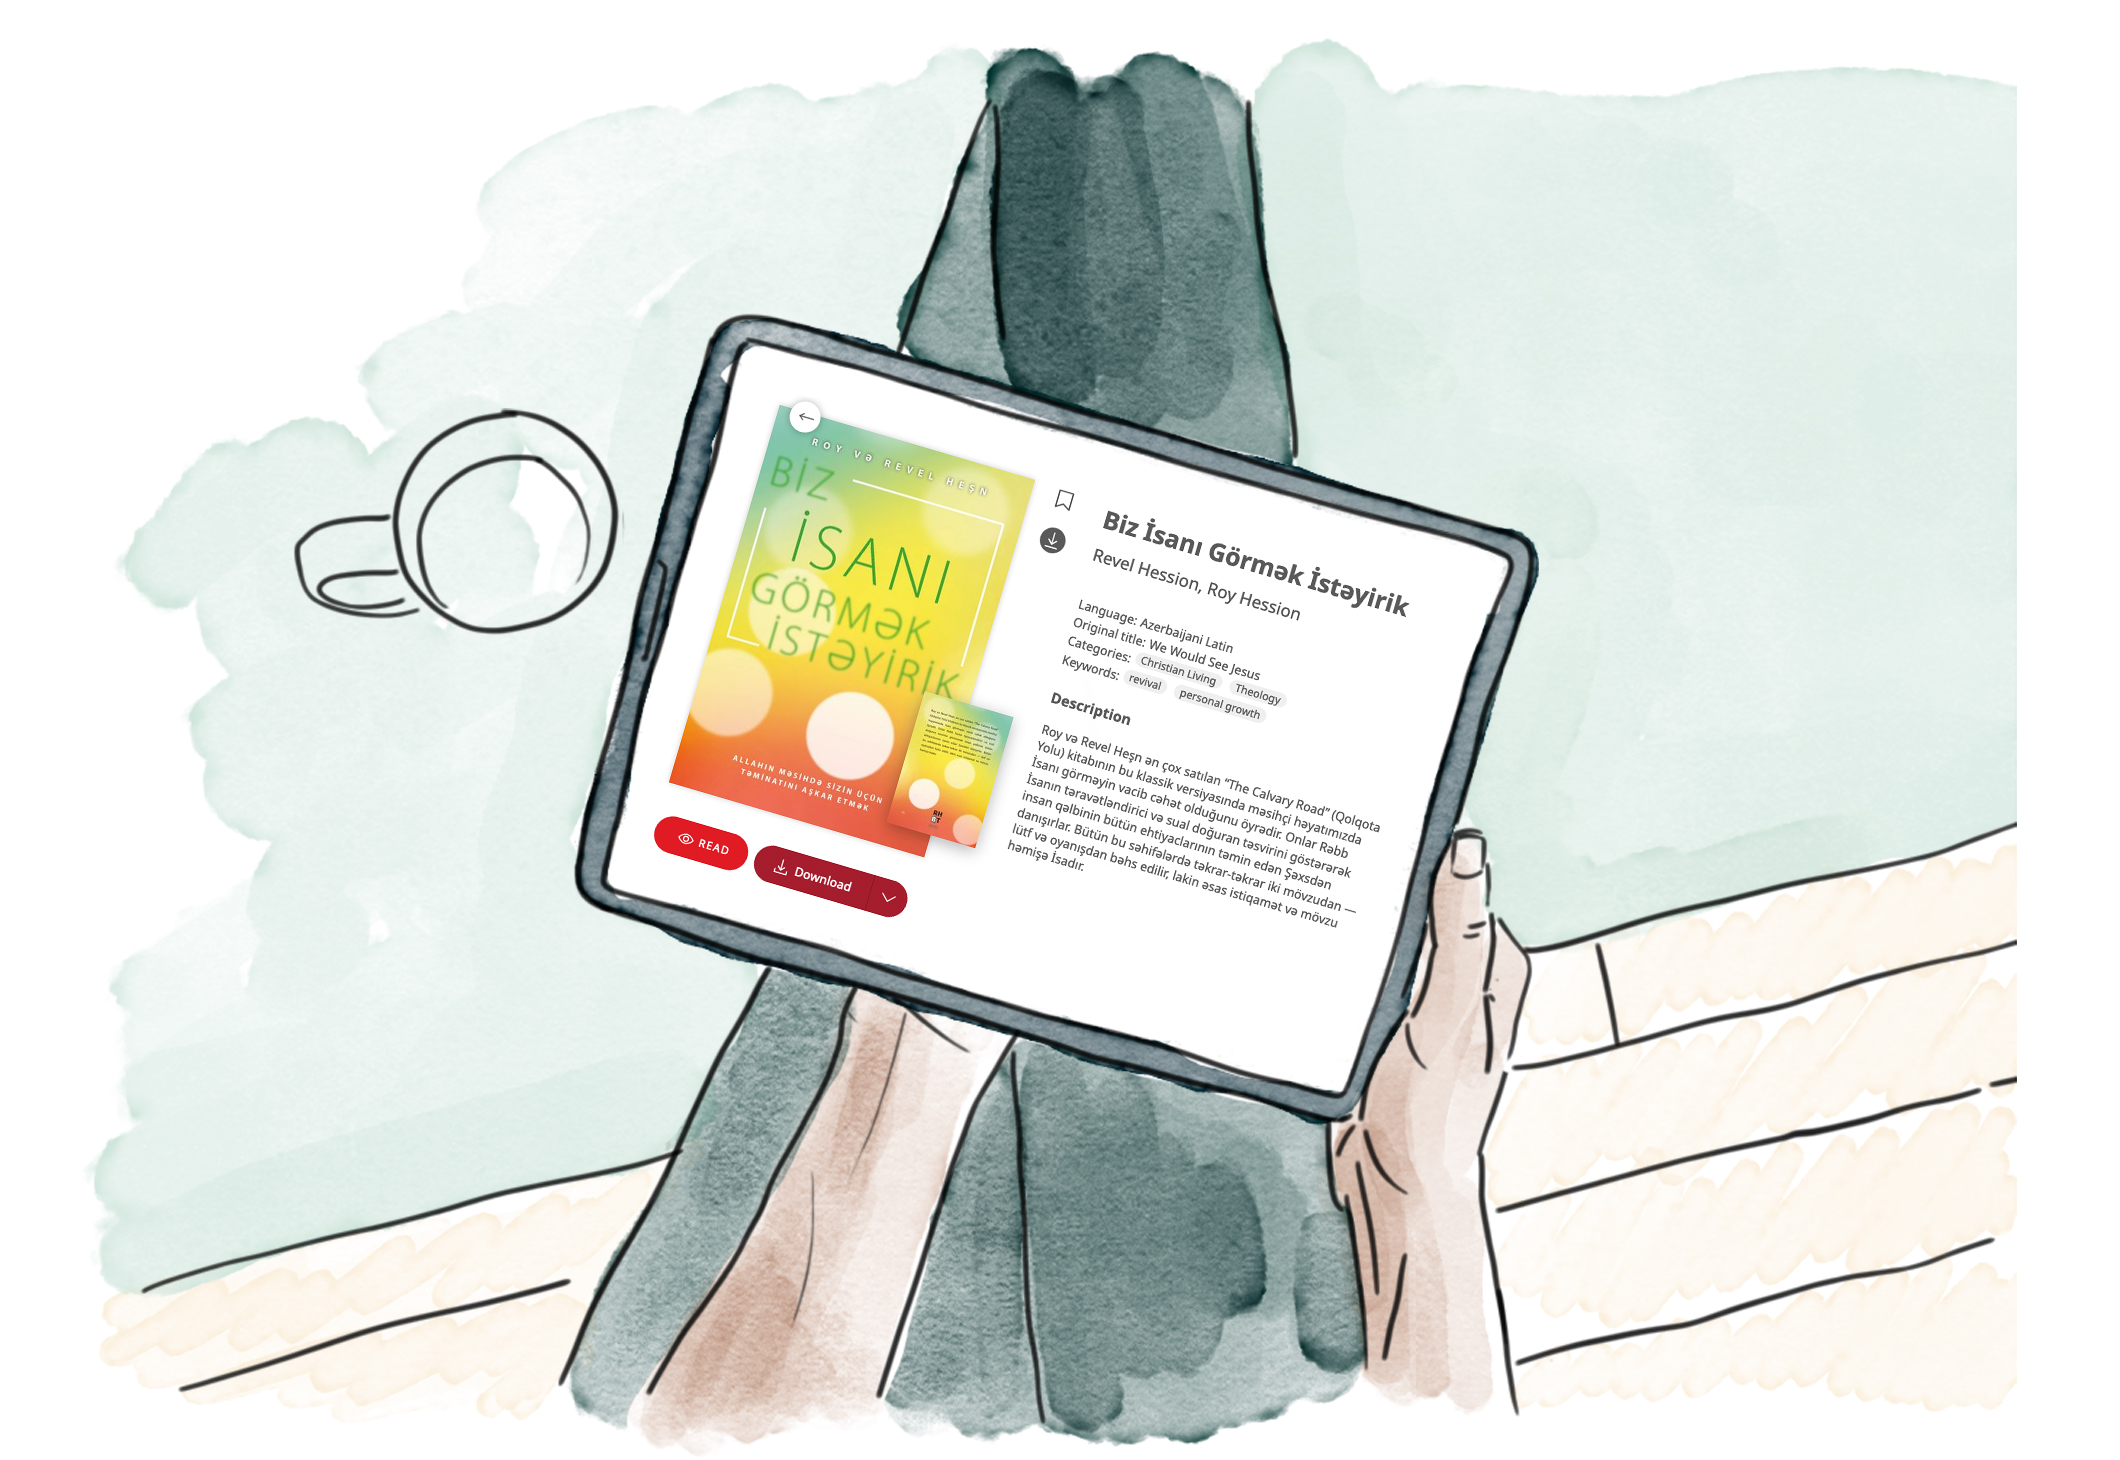 ROY VƏ REVEL HEŞN
BİZ
İSANI
GÖRMƏK
İSTƏYİRİK
ALLAHIN MƏSİHDƏ SİZİN ÜÇÜN
TƏMİNATINI AŞKAR ETMƏK
READ
Download
Biz İsanı Görmək İstəyirik
Revel Hession, Roy Hession
Language: Azerbaijani Latin
Original title: We Would See Jesus
Categories: Christian Living Theology
Keywords: revival personal growth
Description
Roy və Revel Heşn ən çox satılan “The Calvary Road” (Qolqota
Yolu) kitabının bu klassik versiyasında məsihçi həyatımızda
İsanı görməyin vacib cəhət olduğunu öyrədir. Onlar Rəbb
İsanın təravətləndirici və sual doğuran təsvirini göstərərək
insan qəlbinin bütün ehtiyaclarının təmin edən Şəxsdən
danışırlar. Bütün bu səhifələrdə təkrar-təkrar iki mövzudan —
lütf və oyanışdan bəhs edilir, lakin əsas istiqamət və mövzu
həmişə İsadır.